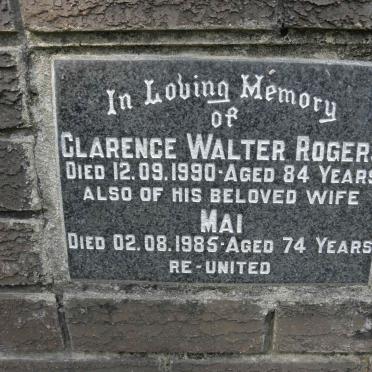 In Loving Memory
OF
CLARENCE WALTER ROGERS
DIED 12.09.1990 · AGED 84 YEARS
ALSO OF HIS BELOVED WIFE
MAI
DIED 02.08.1985 · AGED 74 YEARS
RE-UNITED